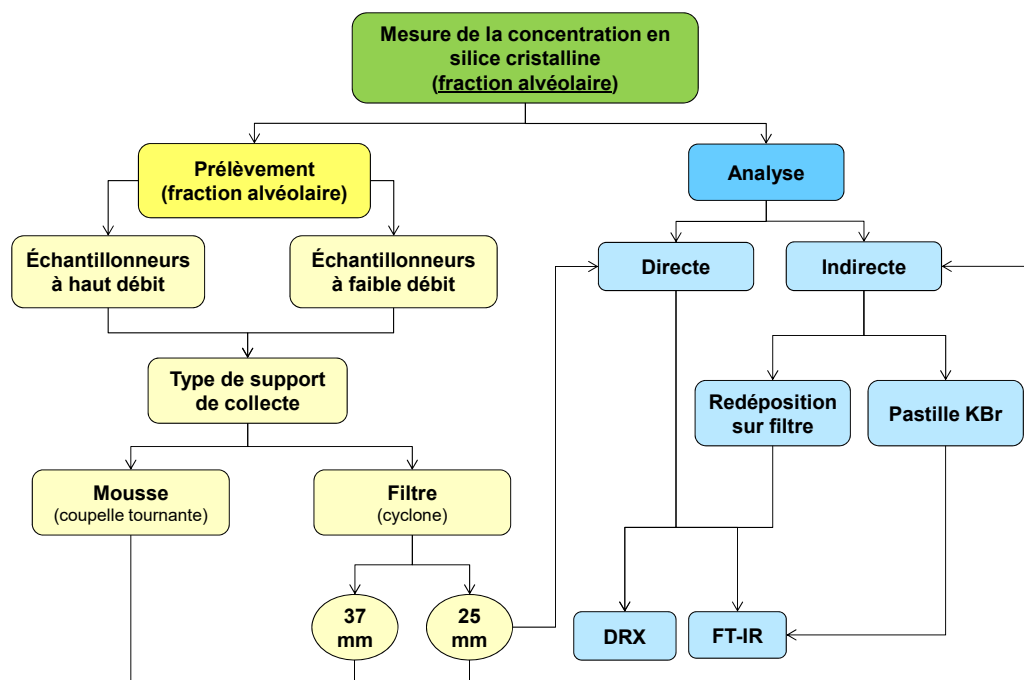 Mesure de la concentration en
silice cristalline
(fraction alvéolaire)
Prélèvement
(fraction alvéolaire)
Analyse
Échantillonneurs
à haut débit
Échantillonneurs
à faible débit
Directe
Indirecte
Type de support
de collecte
Redéposition
sur filtre
Pastille KBr
Mousse
(coupelle tournante)
Filtre
(cyclone)
37
mm
25
mm
DRX
FT-IR